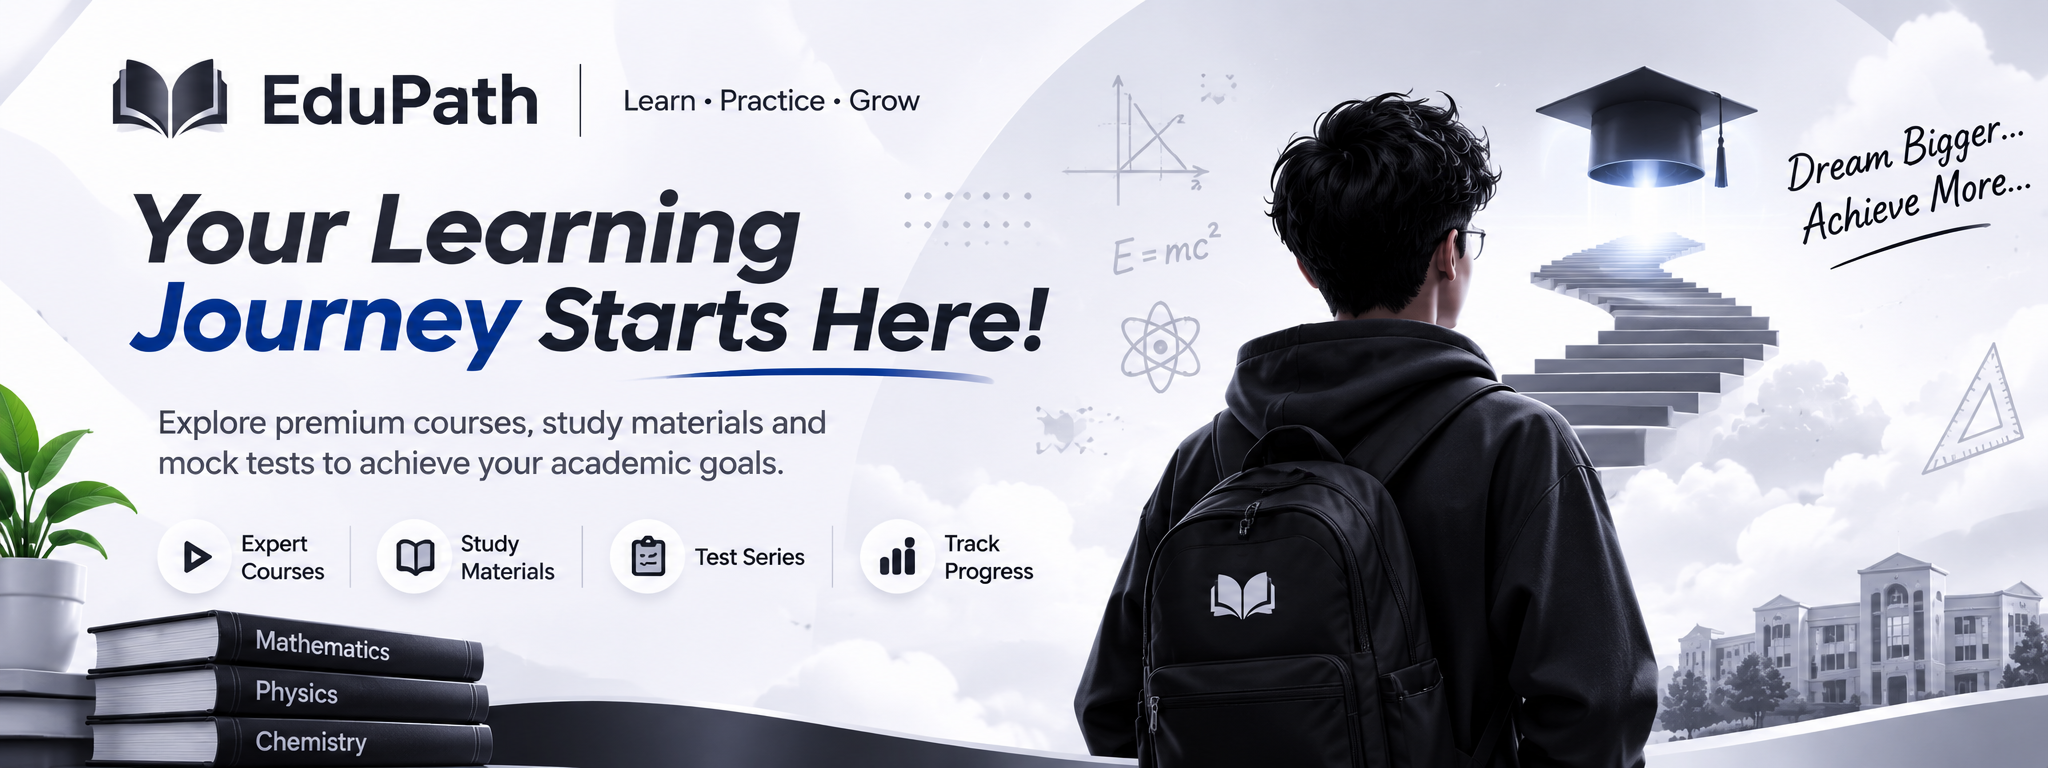 EduPath
Learn • Practice • Grow
Your Learning
Journey Starts Here!
Explore premium courses, study materials and
mock tests to achieve your academic goals.
Expert
Courses
Study
Materials
Test Series
Track
Progress
Mathematics
Physics
Chemistry
E=mc²
Dream Bigger...
Achieve More...